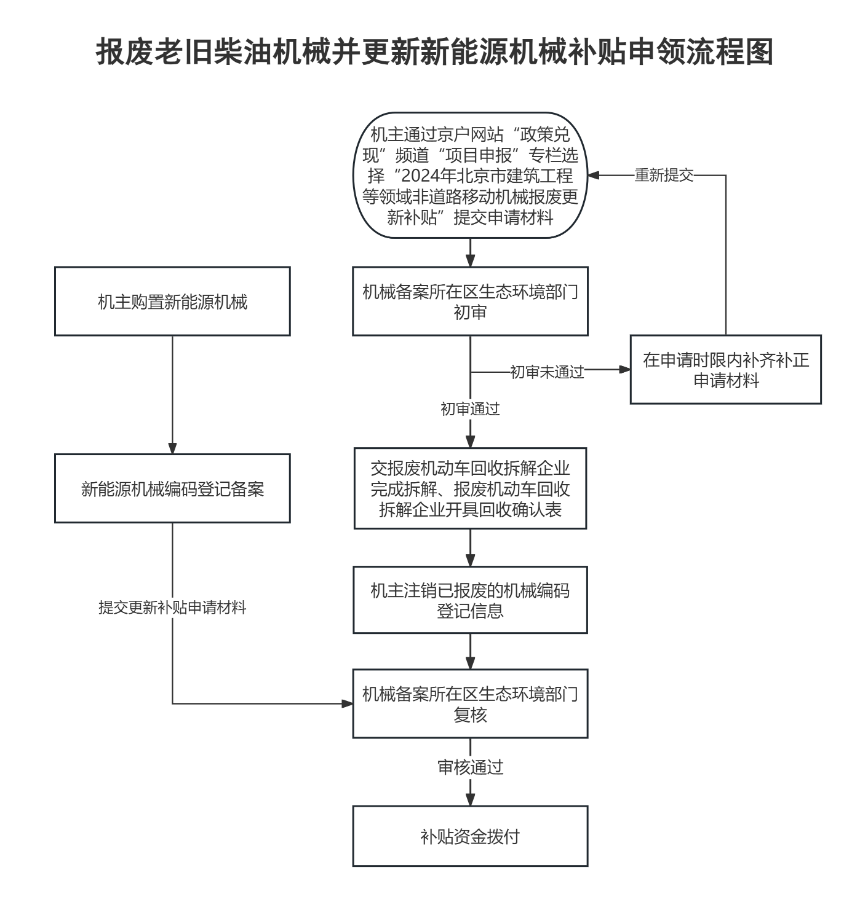 报废老旧柴油机械并更新新能源机械补贴申领流程图
机主通过京户网站“政策兑
现”频道“项目申报”专栏选
择“2024年北京市建筑工程
等领域非道路移动机械报废更
新补贴”提交申请材料
重新提交
机主购置新能源机械
机械备案所在区生态环境部门
初审
初审未通过
在申请时限内补齐补正
申请材料
初审通过
新能源机械编码登记备案
交报废机动车回收拆解企业
完成拆解、报废机动车回收
拆解企业开具回收确认表
机主注销已报废的机械编码
登记信息
提交更新补贴申请材料
机械备案所在区生态环境部门
复核
审核通过
补贴资金拨付